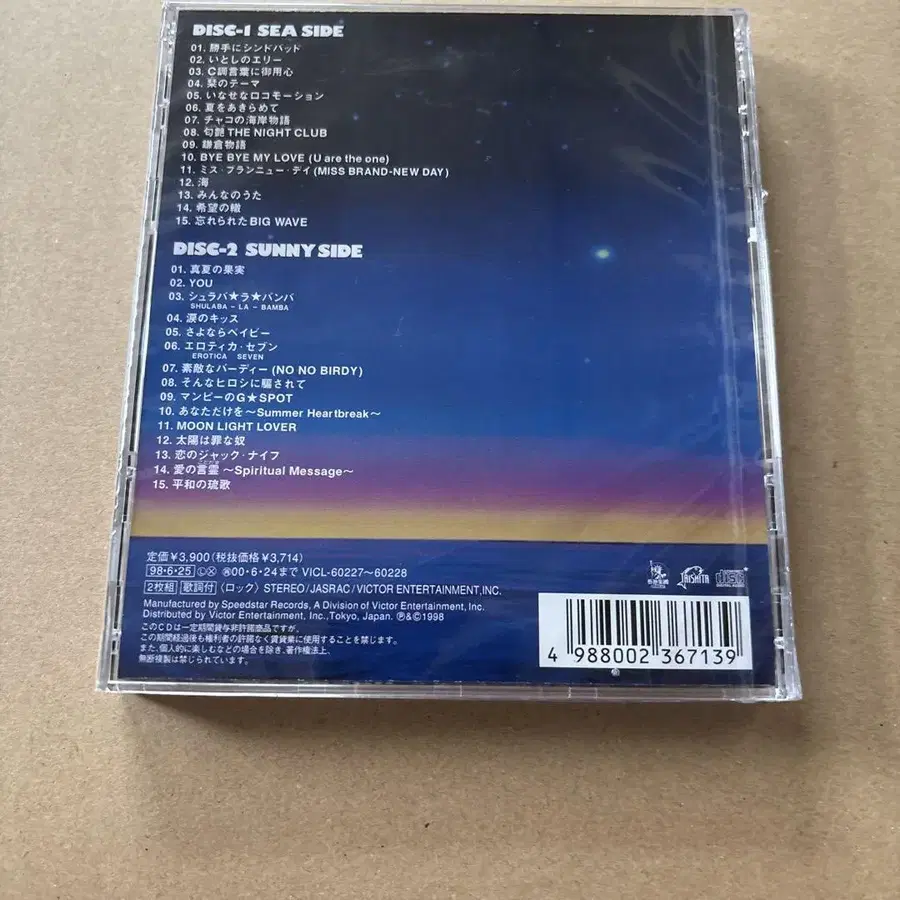 DISC-1 SEA SIDE
01. 勝手にシンドバッド
02. いとしのエリー
03. C調言葉に御用心
04. 栞のテーマ
05. いなせなロコモーション
06. 夏をあきらめて
07. チャコの海岸物語
08. 匂艶 THE NIGHT CLUB
09. 鎌倉物語
10. BYE BYE MY LOVE (U are the one)
11. ミス・ブランニュー・デイ (MISS BRAND-NEW DAY)
12. 海
13. みんなのうた
14. 希望の轍
15. 忘れられた BIG WAVE
DISC-2 SUNNY SIDE
01. 真夏の果実
02. YOU
03. シュラバ★ラ★バンバ
SHULABA - LA - BAMBA
04. 涙のキッス
05. さよならベイビー
06. エロティカ・セブン
EROTICA SEVEN
07. 素敵なバーディー (NO NO BIRDY)
08. そんなヒロシに騙されて
09. マンピーのG★SPOT
10. あなただけを 〜Summer Heartbreak〜
11. MOON LIGHT LOVER
12. 太陽は罪な奴
13. 恋のジャック・ナイフ
14. 愛の言霊 〜Spiritual Message〜
15. 平和の琉歌
定価¥3,900(税抜価格¥3,714)
98・6・25 Ⓛ ⓧ 再00・6・24まで VICL-60227〜60228
2枚組 歌詞付 〈ロック〉 STEREO/JASRAC/VICTOR ENTERTAINMENT,INC.
Manufactured by Speedstar Records, A Division of Victor Entertainment, Inc.
Distributed by Victor Entertainment, Inc., Tokyo, Japan. ℗&©1998
このCDは一定期間貸与非許諾商品ですが、
この期間経過後も権利者の許諾なく賃貸業に使用することを禁じます。
また、個人的に楽しむなどの場合を除き、著作権法上、
無断複製は禁じられています。
TAISHITA
COMPACT disc DIGITAL AUDIO
4 988002 367139